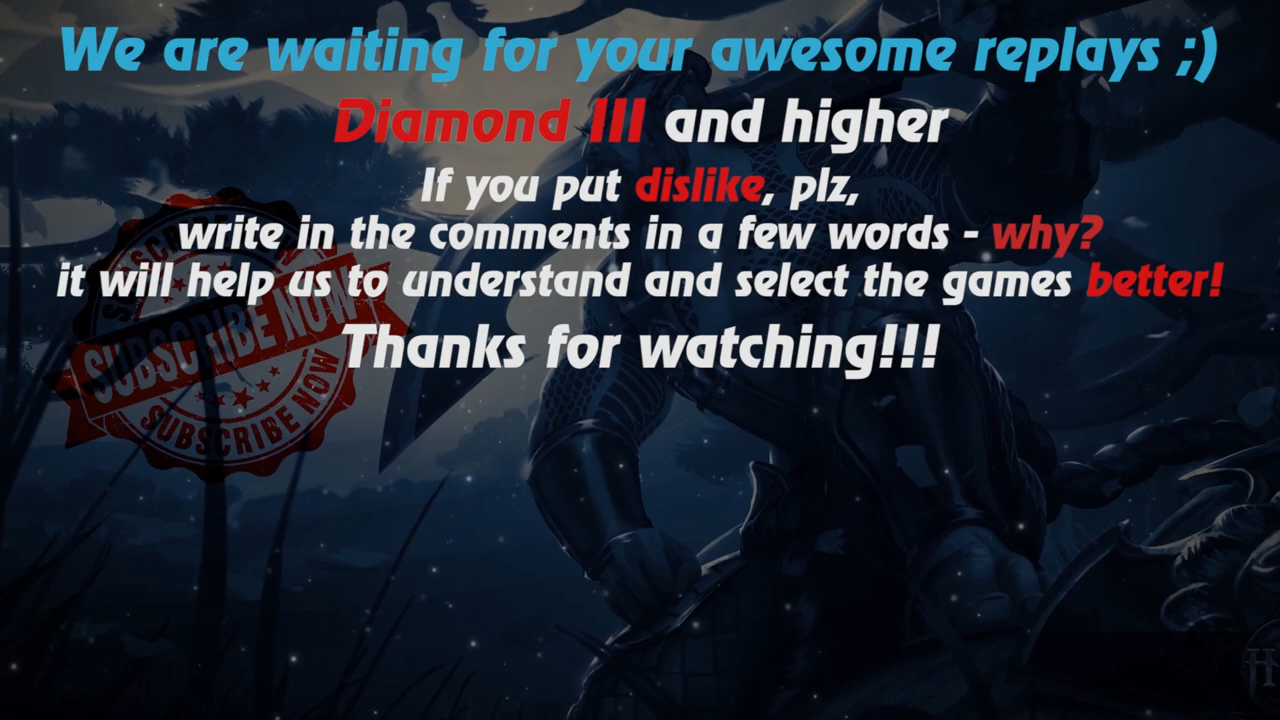 We are waiting for your awesome replays ;)
Diamond III and higher
If you put dislike, plz,
write in the comments in a few words - why?
it will help us to understand and select the games better!
Thanks for watching!!!
SUBSCRIBE NOW
SUBSCRIBE NOW
SUBSCRIBE NOW